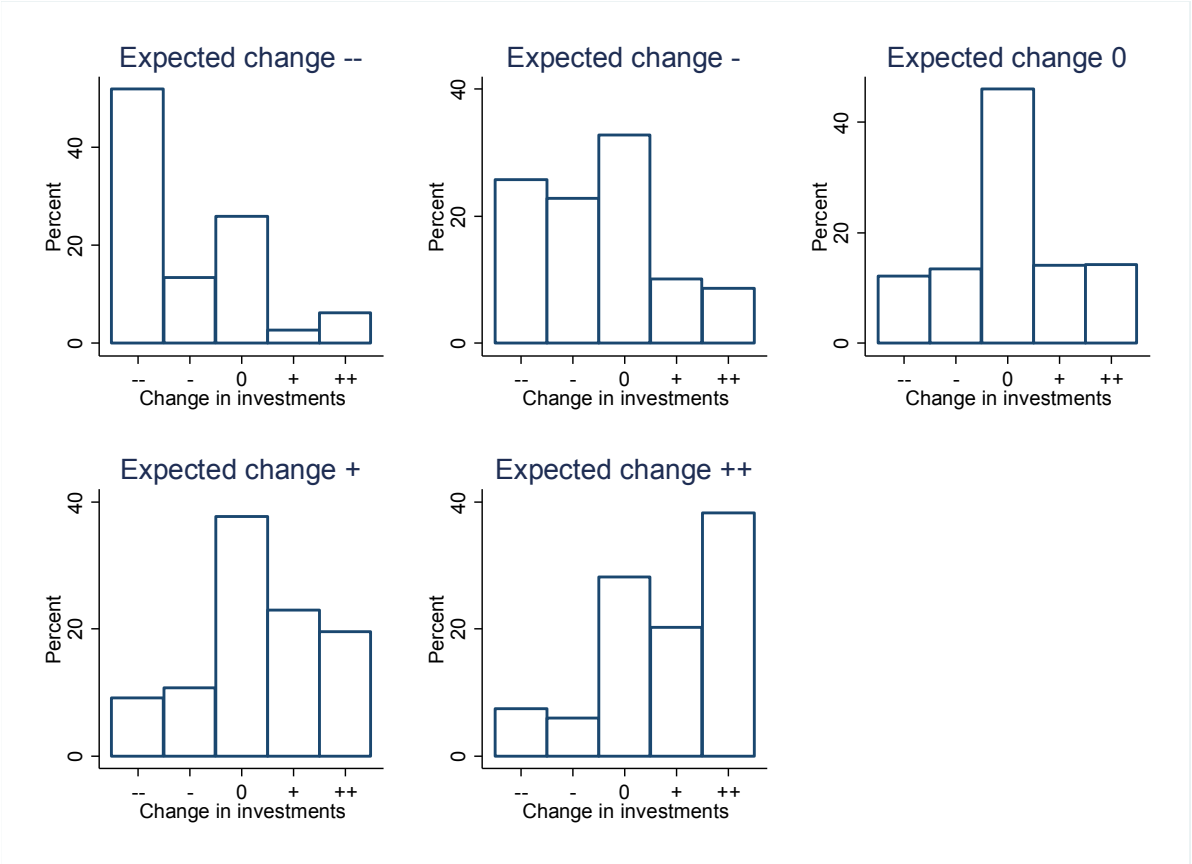 Expected change --
Percent
40
20
0
-- - 0 + ++
Change in investments
Expected change -
Percent
40
20
0
-- - 0 + ++
Change in investments
Expected change 0
Percent
40
20
0
-- - 0 + ++
Change in investments
Expected change +
Percent
40
20
0
-- - 0 + ++
Change in investments
Expected change ++
Percent
40
20
0
-- - 0 + ++
Change in investments